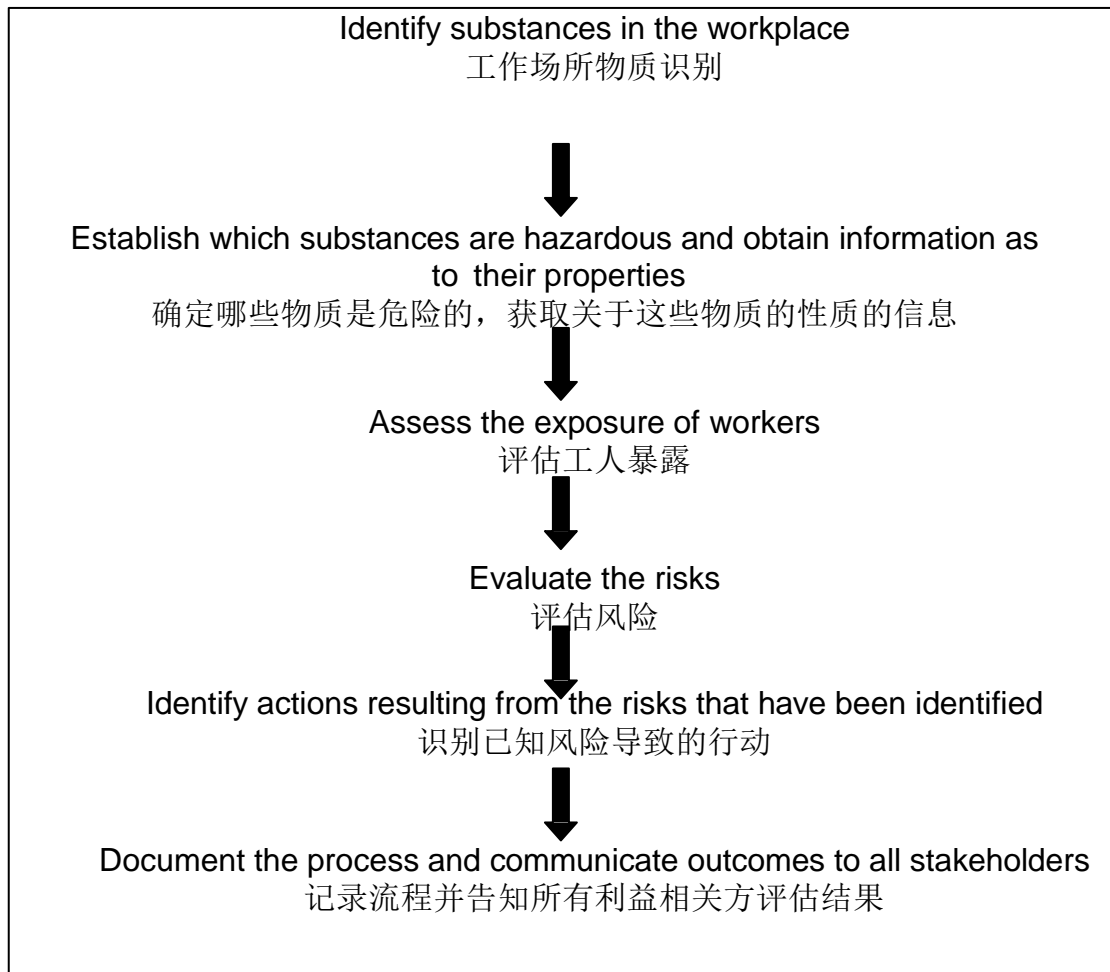 Identify substances in the workplace
工作场所物质识别
Establish which substances are hazardous and obtain information as
to their properties
确定哪些物质是危险的，获取关于这些物质的性质的信息
Assess the exposure of workers
评估工人暴露
Evaluate the risks
评估风险
Identify actions resulting from the risks that have been identified
识别已知风险导致的行动
Document the process and communicate outcomes to all stakeholders
记录流程并告知所有利益相关方评估结果